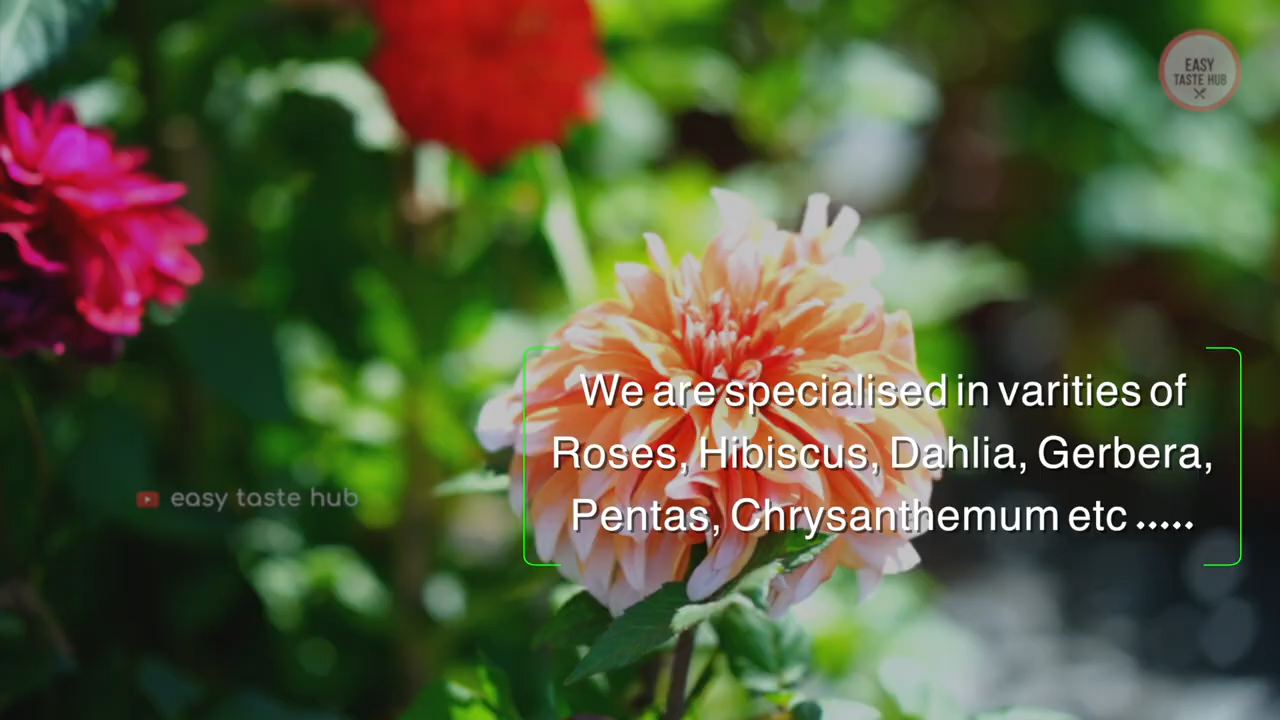 EASY
TASTE HUB
We are specialised in varities of
Roses, Hibiscus, Dahlia, Gerbera,
Pentas, Chrysanthemum etc .....
easy taste hub